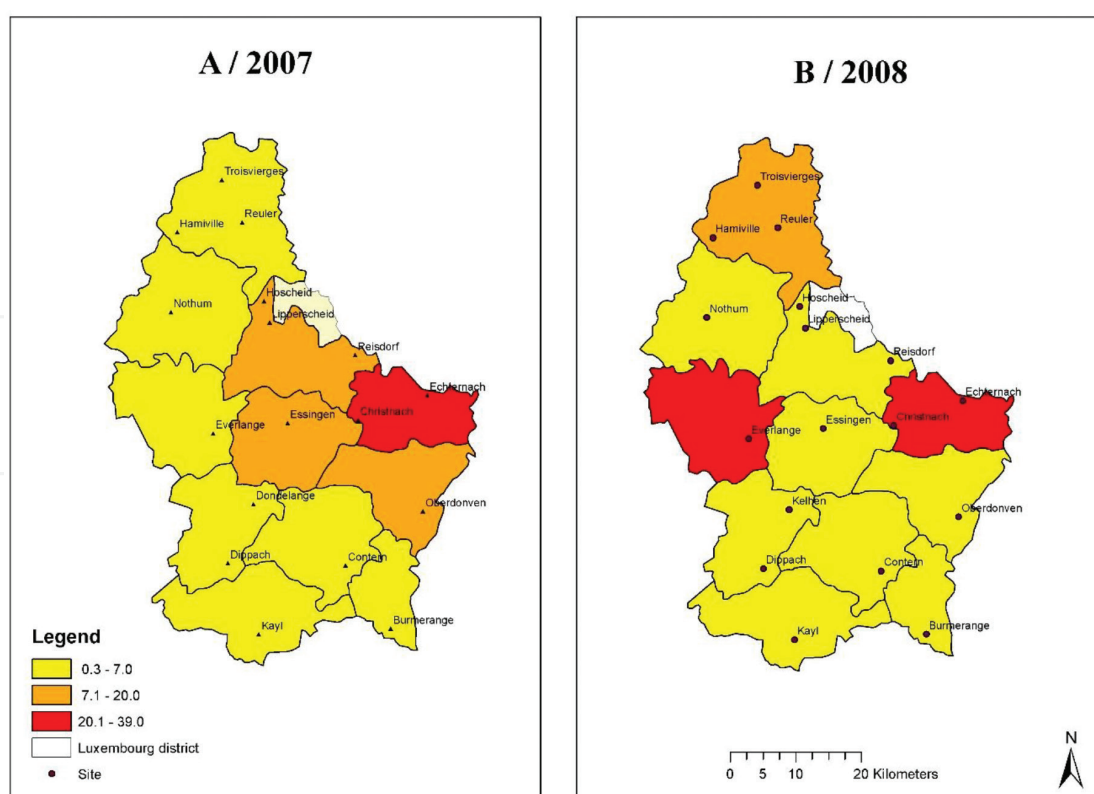 A / 2007
Troisvierges
Reuler
Hamiville
Nothum
Hoscheid
Lipperscheid
Reisdorf
Echternach
Christnach
Essingen
Everlange
Dondelange
Oberdonven
Dippach
Contern
Kayl
Burmerange
Legend
0.3 - 7.0
7.1 - 20.0
20.1 - 39.0
Luxembourg district
Site
B / 2008
Troisvierges
Reuler
Hamiville
Nothum
Hoscheid
Lipperscheid
Reisdorf
Echternach
Christnach
Essingen
Everlange
Kelhen
Oberdonven
Dippach
Contern
Kayl
Burmerange
0 5 10 20 Kilometers
N